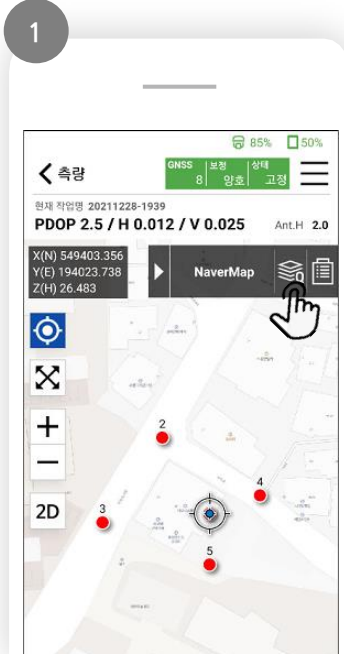 1
85% 50%
측량
GNSS 보정 상태
8 양호 고정
현재 작업명 20211228-1939
PDOP 2.5 / H 0.012 / V 0.025 Ant.H 2.0
X(N) 549403.356
Y(E) 194023.738
Z(H) 26.483
NaverMap
2
4
2D
3
5